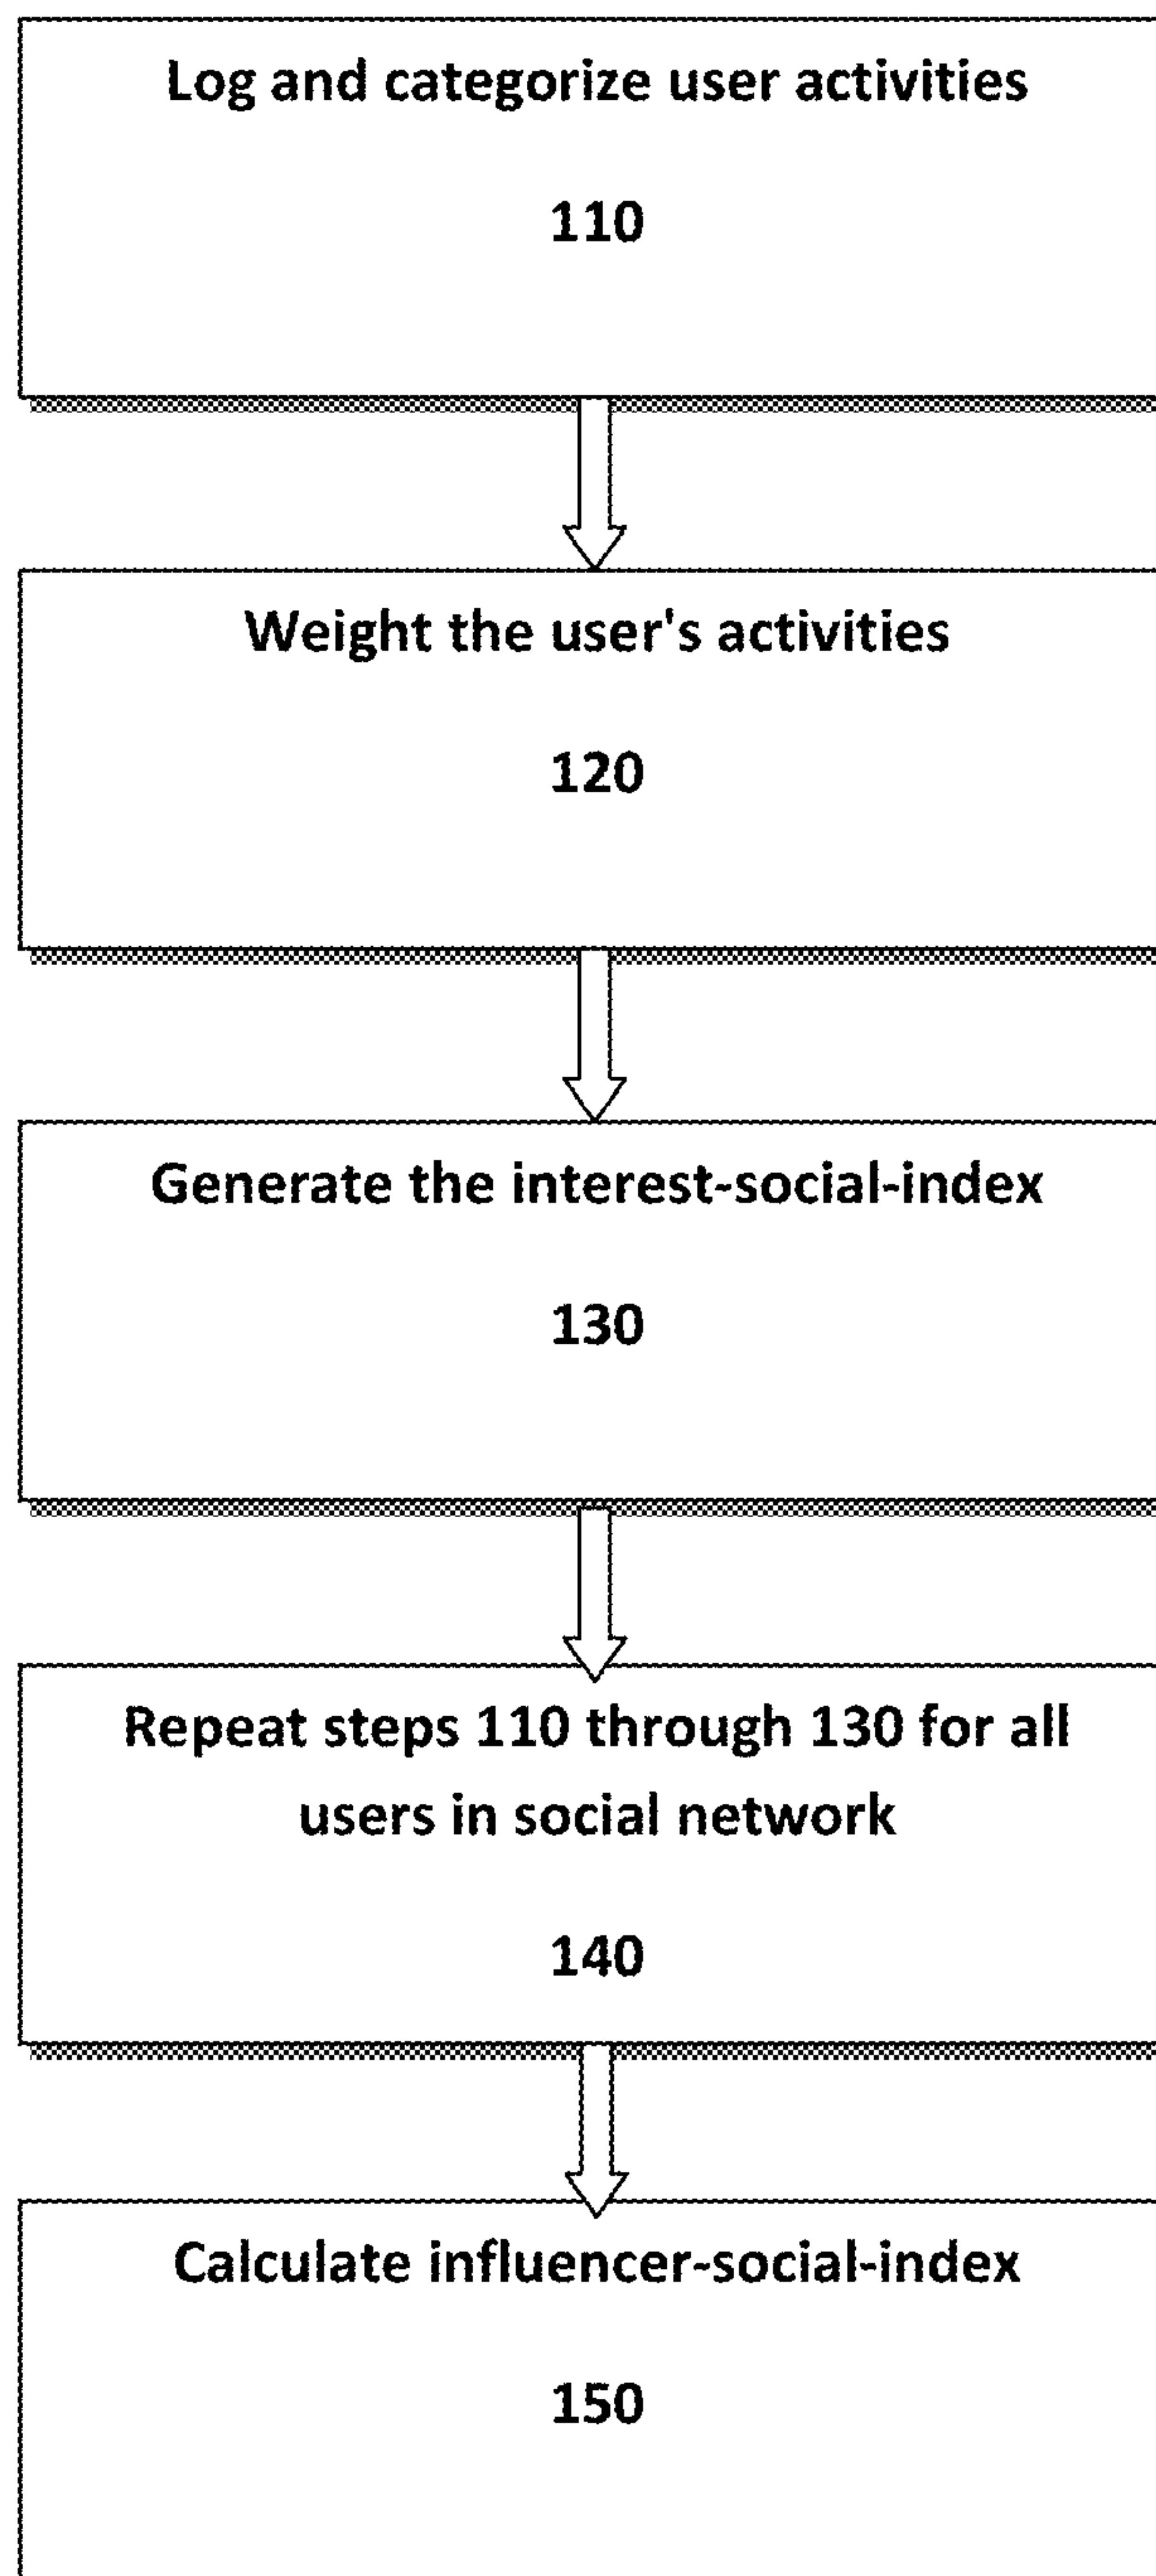 Log and categorize user activities
110
Weight the user's activities
120
Generate the interest-social-index
130
Repeat steps 110 through 130 for all
users in social network
140
Calculate influencer-social-index
150